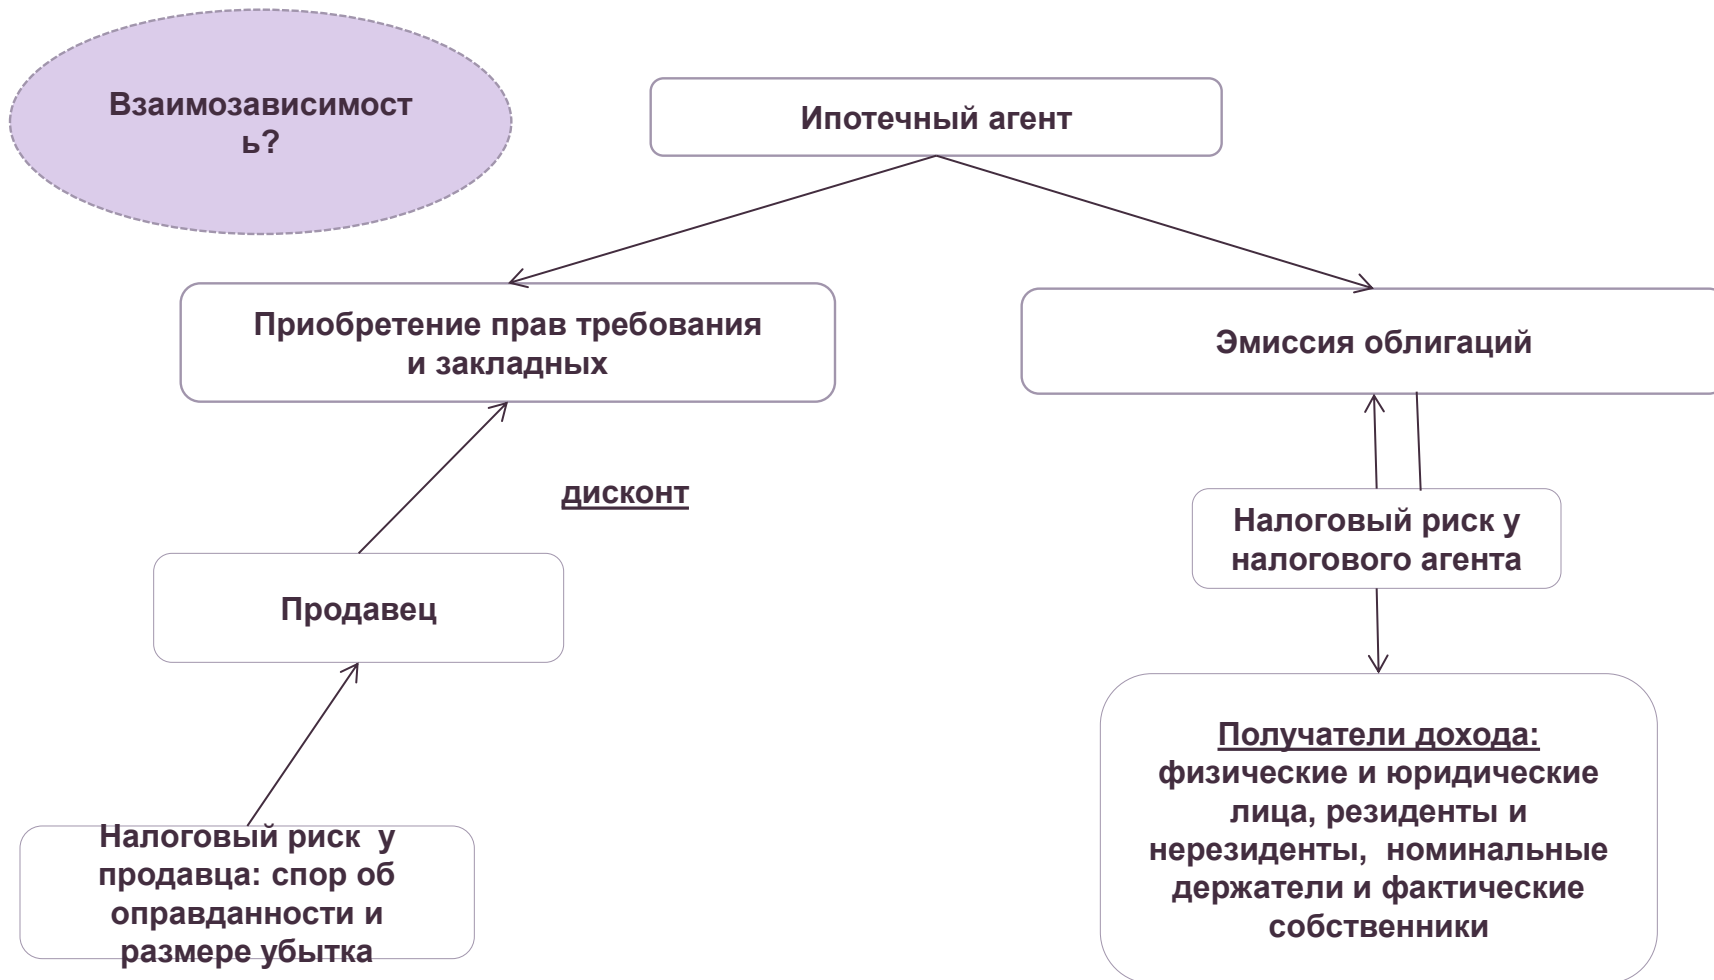 Взаимозависимост
ь?
Ипотечный агент
Приобретение прав требования
и закладных
Эмиссия облигаций
дисконт
Налоговый риск у
налогового агента
Продавец
Получатели дохода:
физические и юридические
лица, резиденты и
нерезиденты, номинальные
держатели и фактические
собственники
Налоговый риск у
продавца: спор об
оправданности и
размере убытка